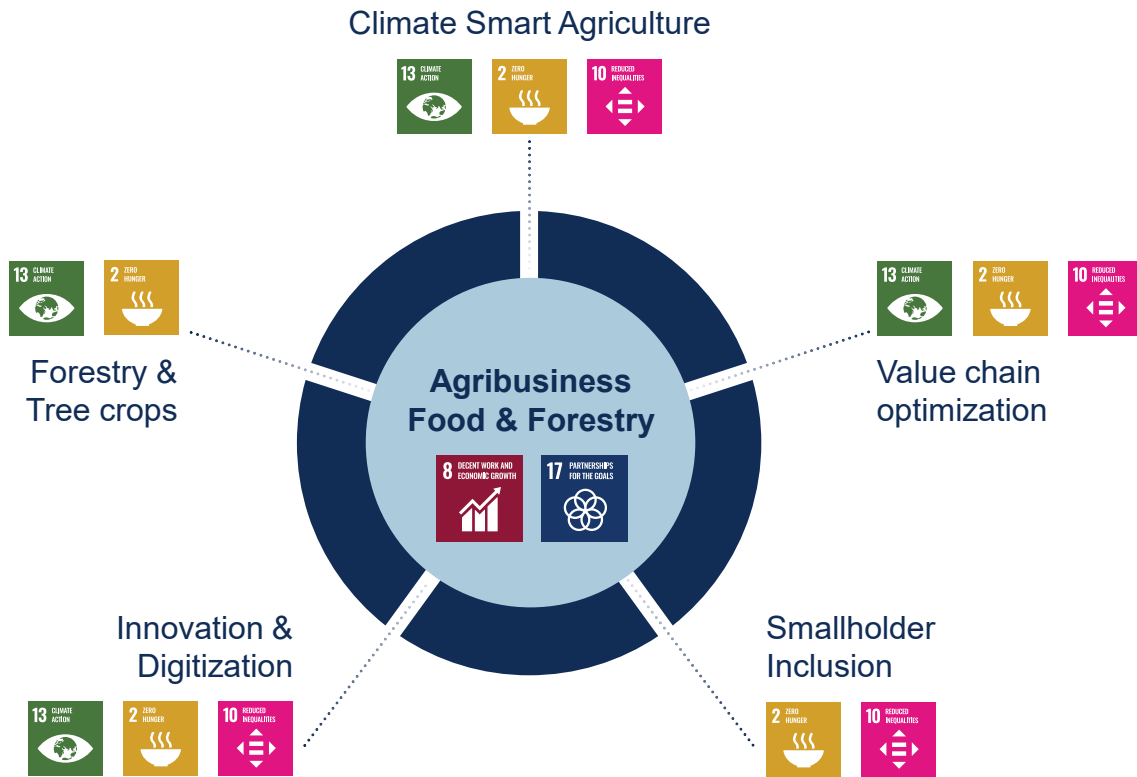 Climate Smart Agriculture
13 CLIMATE
ACTION
2 ZERO
HUNGER
10 REDUCED
INEQUALITIES
13 CLIMATE
ACTION
2 ZERO
HUNGER
Forestry &
Tree crops
13 CLIMATE
ACTION
2 ZERO
HUNGER
10 REDUCED
INEQUALITIES
Value chain
optimization
Agribusiness
Food & Forestry
8 DECENT WORK AND
ECONOMIC GROWTH
17 PARTNERSHIPS
FOR THE GOALS
Innovation &
Digitization
13 CLIMATE
ACTION
2 ZERO
HUNGER
10 REDUCED
INEQUALITIES
Smallholder
Inclusion
2 ZERO
HUNGER
10 REDUCED
INEQUALITIES